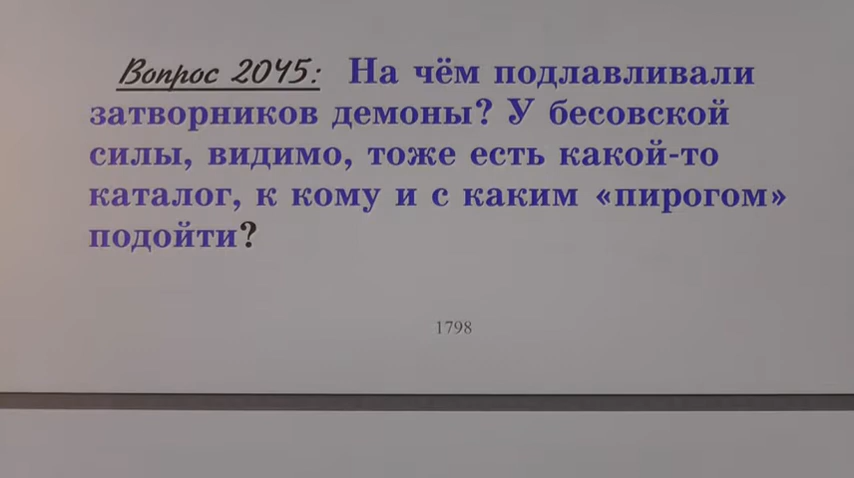 Вопрос 2045: На чём подлавливали
затворников демоны? У бесовской
силы, видимо, тоже есть какой-то
каталог, к кому и с каким «пирогом»
подойти?
1798